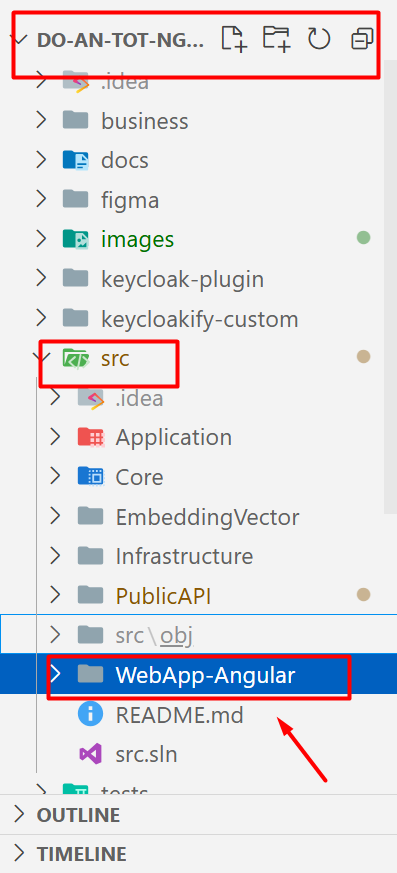 DO-AN-TOT-NG...
.idea
business
docs
figma
images
keycloak-plugin
keycloakify-custom
src
.idea
Application
Core
EmbeddingVector
Infrastructure
PublicAPI
src\obj
WebApp-Angular
README.md
src.sln
tests
OUTLINE
TIMELINE